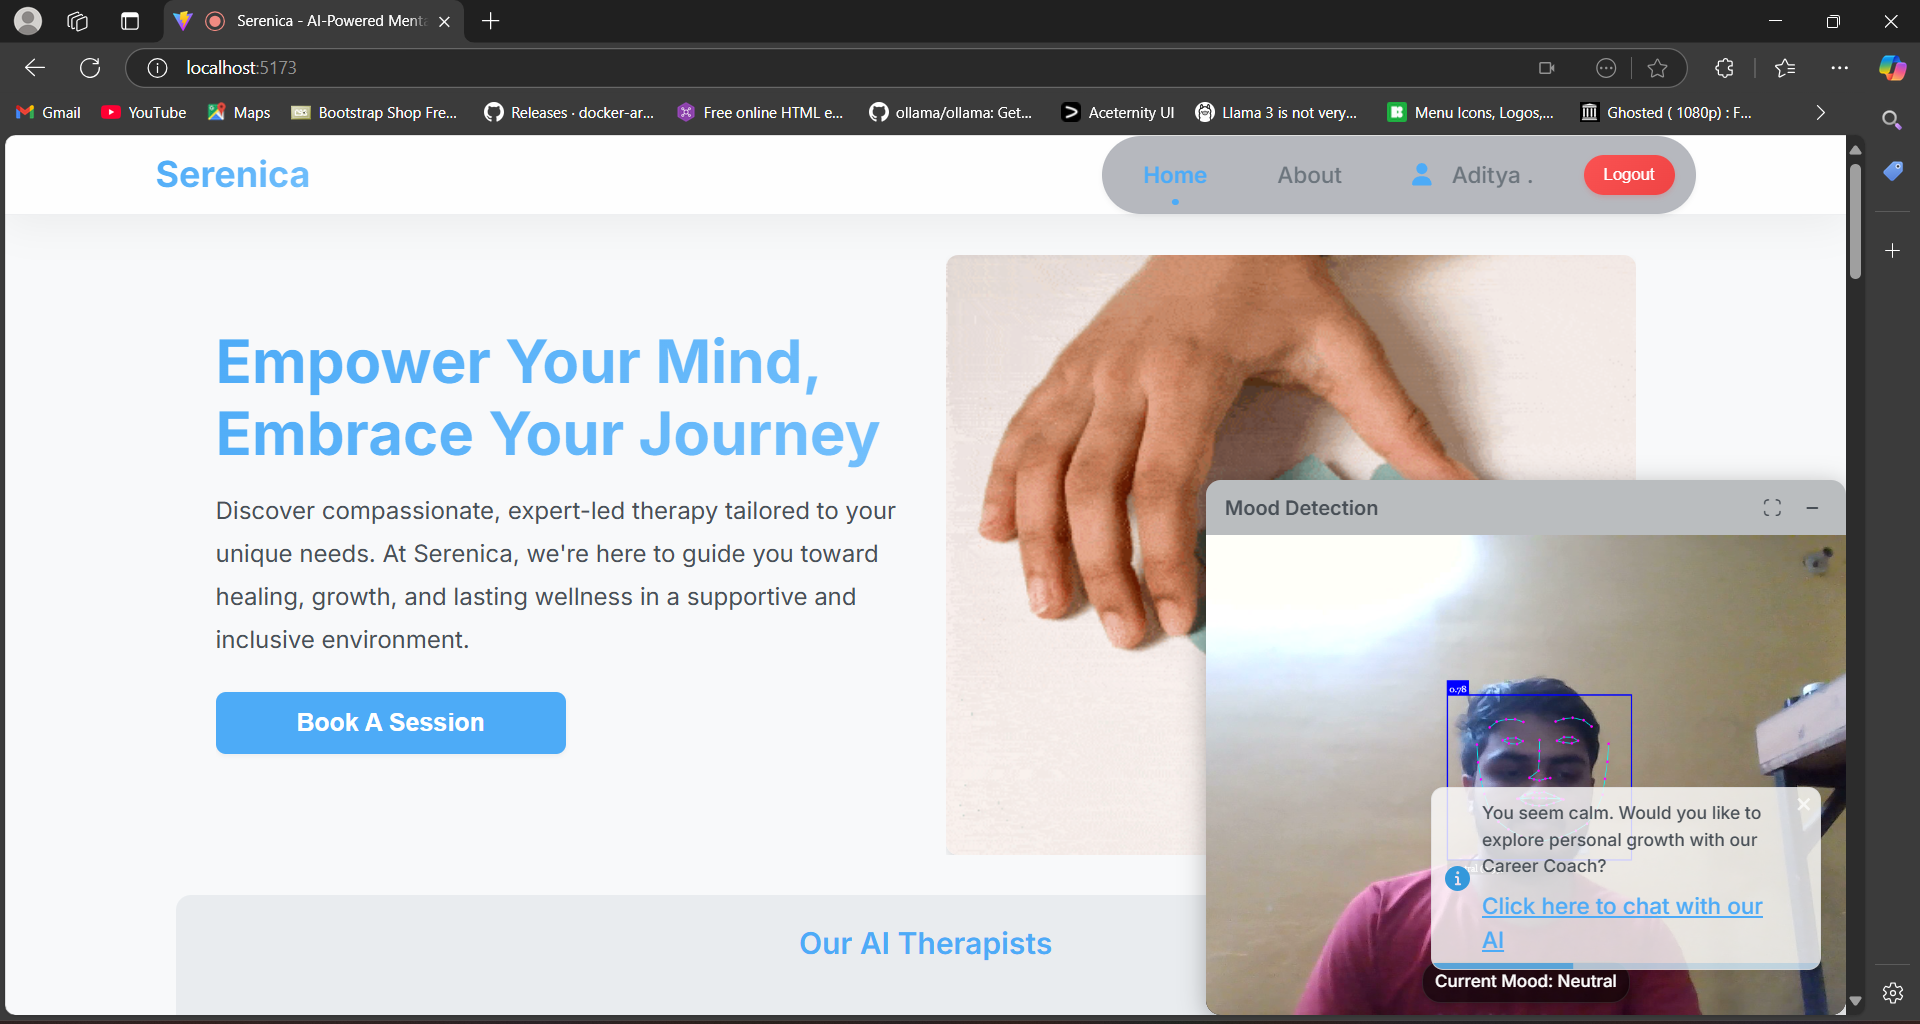 Serenica - AI-Powered Ment
localhost:5173
Gmail
YouTube
Maps
Bootstrap Shop Fre...
Releases · docker-ar...
Free online HTML e...
ollama/ollama: Get...
Aceternity UI
Llama 3 is not very...
Menu Icons, Logos,...
Ghosted ( 1080p) : F...
Serenica
Home
About
Aditya .
Logout
Empower Your Mind,
Embrace Your Journey
Discover compassionate, expert-led therapy tailored to your
unique needs. At Serenica, we're here to guide you toward
healing, growth, and lasting wellness in a supportive and
inclusive environment.
Book A Session
Our AI Therapists
Mood Detection
0.78
You seem calm. Would you like to
explore personal growth with our
Career Coach?
Click here to chat with our
AI
Current Mood: Neutral